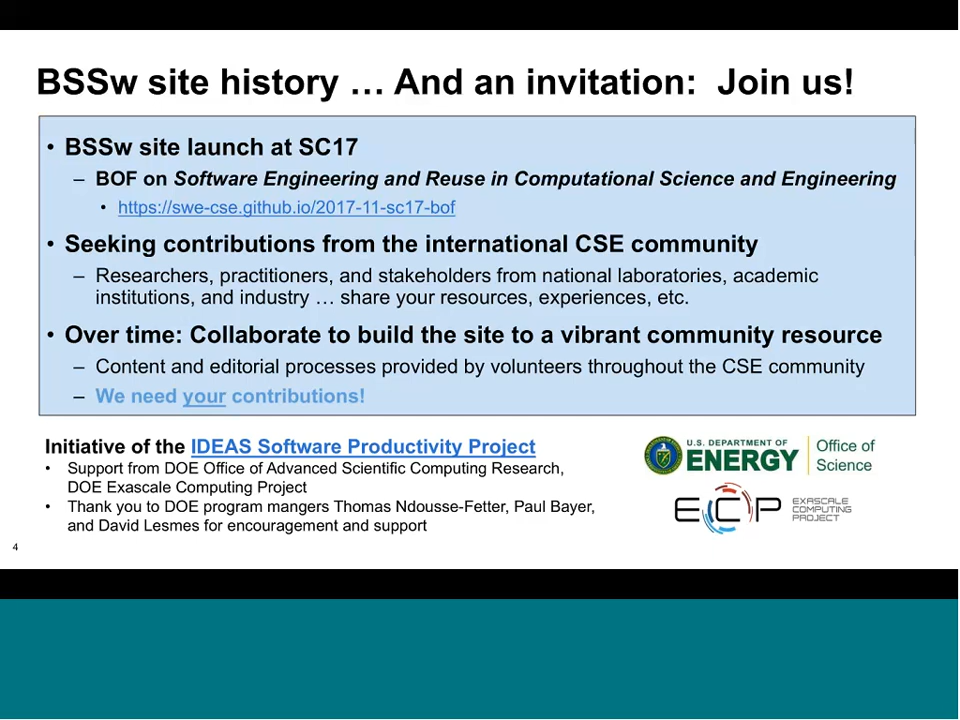 BSSw site history … And an invitation: Join us!
• BSSw site launch at SC17
– BOF on Software Engineering and Reuse in Computational Science and Engineering
• https://swe-cse.github.io/2017-11-sc17-bof
• Seeking contributions from the international CSE community
– Researchers, practitioners, and stakeholders from national laboratories, academic
institutions, and industry … share your resources, experiences, etc.
• Over time: Collaborate to build the site to a vibrant community resource
– Content and editorial processes provided by volunteers throughout the CSE community
– We need your contributions!
Initiative of the IDEAS Software Productivity Project
• Support from DOE Office of Advanced Scientific Computing Research,
DOE Exascale Computing Project
• Thank you to DOE program mangers Thomas Ndousse-Fetter, Paul Bayer,
and David Lesmes for encouragement and support
U.S. DEPARTMENT OF
ENERGY
Office of
Science
ECP
EXASCALE
COMPUTING
PROJECT
4